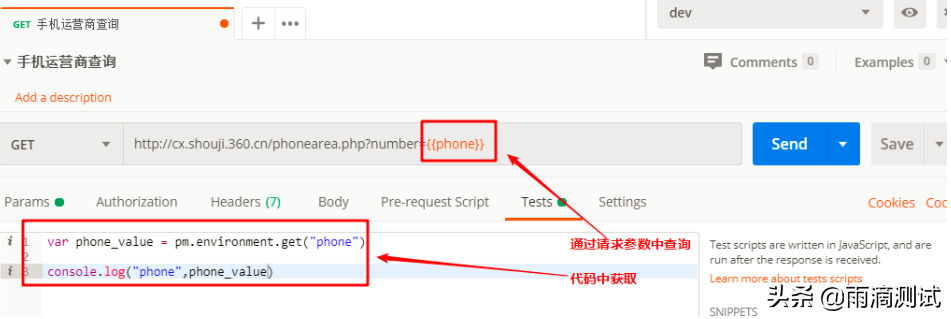 GET 手机运营商查询
dev
手机运营商查询
Comments 0
Examples 0
Add a description
GET
http://cx.shouji.360.cn/phonearea.php?number={{phone}}
Send
Save
Params
Authorization
Headers (7)
Body
Pre-request Script
Tests
Settings
Cookies
Coo
1 var phone_value = pm.environment.get("phone")
2
3 console.log("phone",phone_value)
通过请求参数中查询
代码中获取
Test scripts are written in JavaScript, and are
run after the response is received.
Learn more about tests scripts
SNIPPETS
头条 @雨滴测试